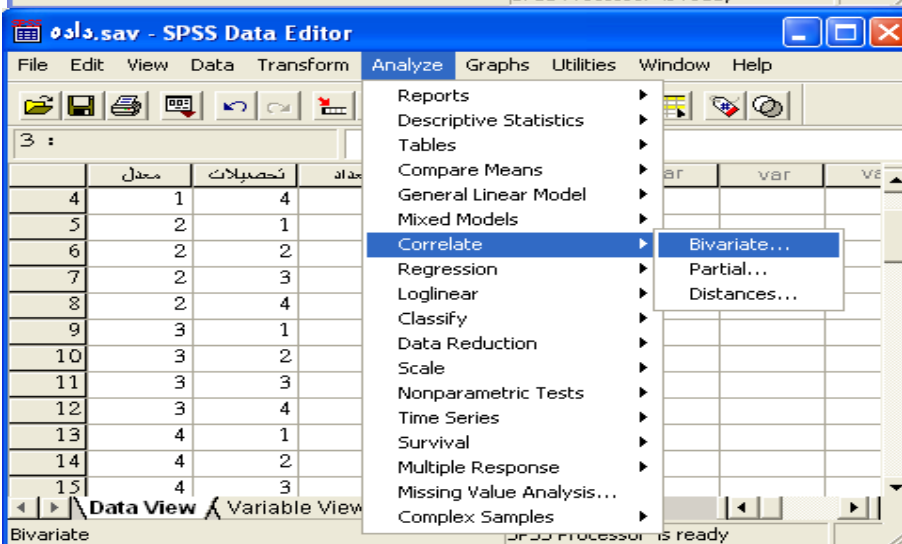 داده.sav - SPSS Data Editor
File Edit View Data Transform Analyze Graphs Utilities Window Help
3 :
Reports
Descriptive Statistics
Tables
Compare Means
General Linear Model
Mixed Models
Correlate
Regression
Loglinear
Classify
Data Reduction
Scale
Nonparametric Tests
Time Series
Survival
Multiple Response
Missing Value Analysis...
Complex Samples
Bivariate...
Partial...
Distances...
معدل تحصیلات var
4 1 4
5 2 1
6 2 2
7 2 3
8 2 4
9 3 1
10 3 2
11 3 3
12 3 4
13 4 1
14 4 2
15 4 3
Data View Variable View
Bivariate SPSS Processor is ready